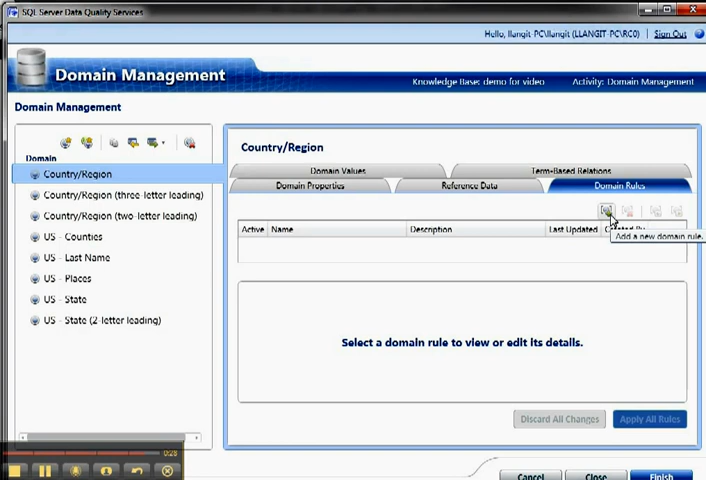 SQL Server Data Quality Services
Hello, llangit-PC\llangit (LLANGIT-PC\RC0) Sign Out
Domain Management
Knowledge Base: demo for video Activity: Domain Management
Domain Management
Domain
Country/Region
Country/Region (three-letter leading)
Country/Region (two-letter leading)
US - Counties
US - Last Name
US - Places
US - State
US - State (2-letter leading)
Country/Region
Domain Values Term-Based Relations
Domain Properties Reference Data Domain Rules
Add a new domain rule.
Active Name Description Last Updated Created By
Select a domain rule to view or edit its details.
Discard All Changes Apply All Rules
0:28
Cancel Close Finish